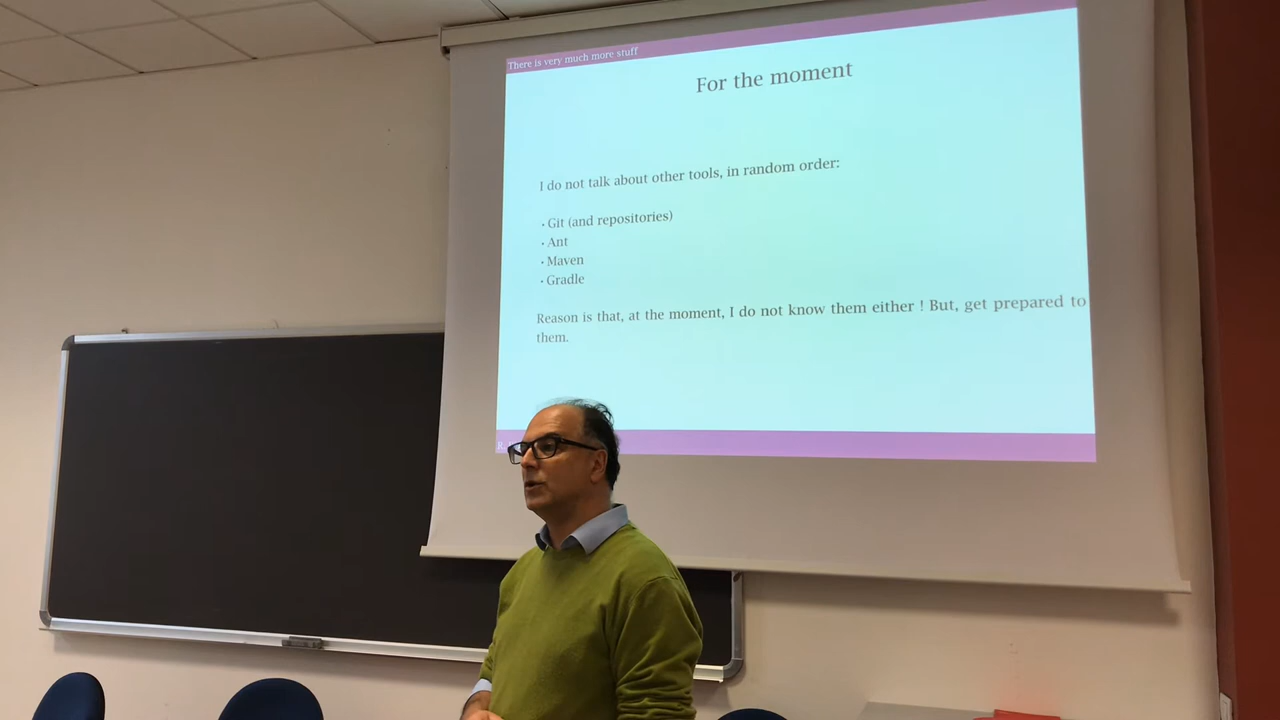 There is very much more stuff
For the moment
I do not talk about other tools, in random order:
· Git (and repositories)
· Ant
· Maven
· Gradle
Reason is that, at the moment, I do not know them either ! But, get prepared to
them.
R.